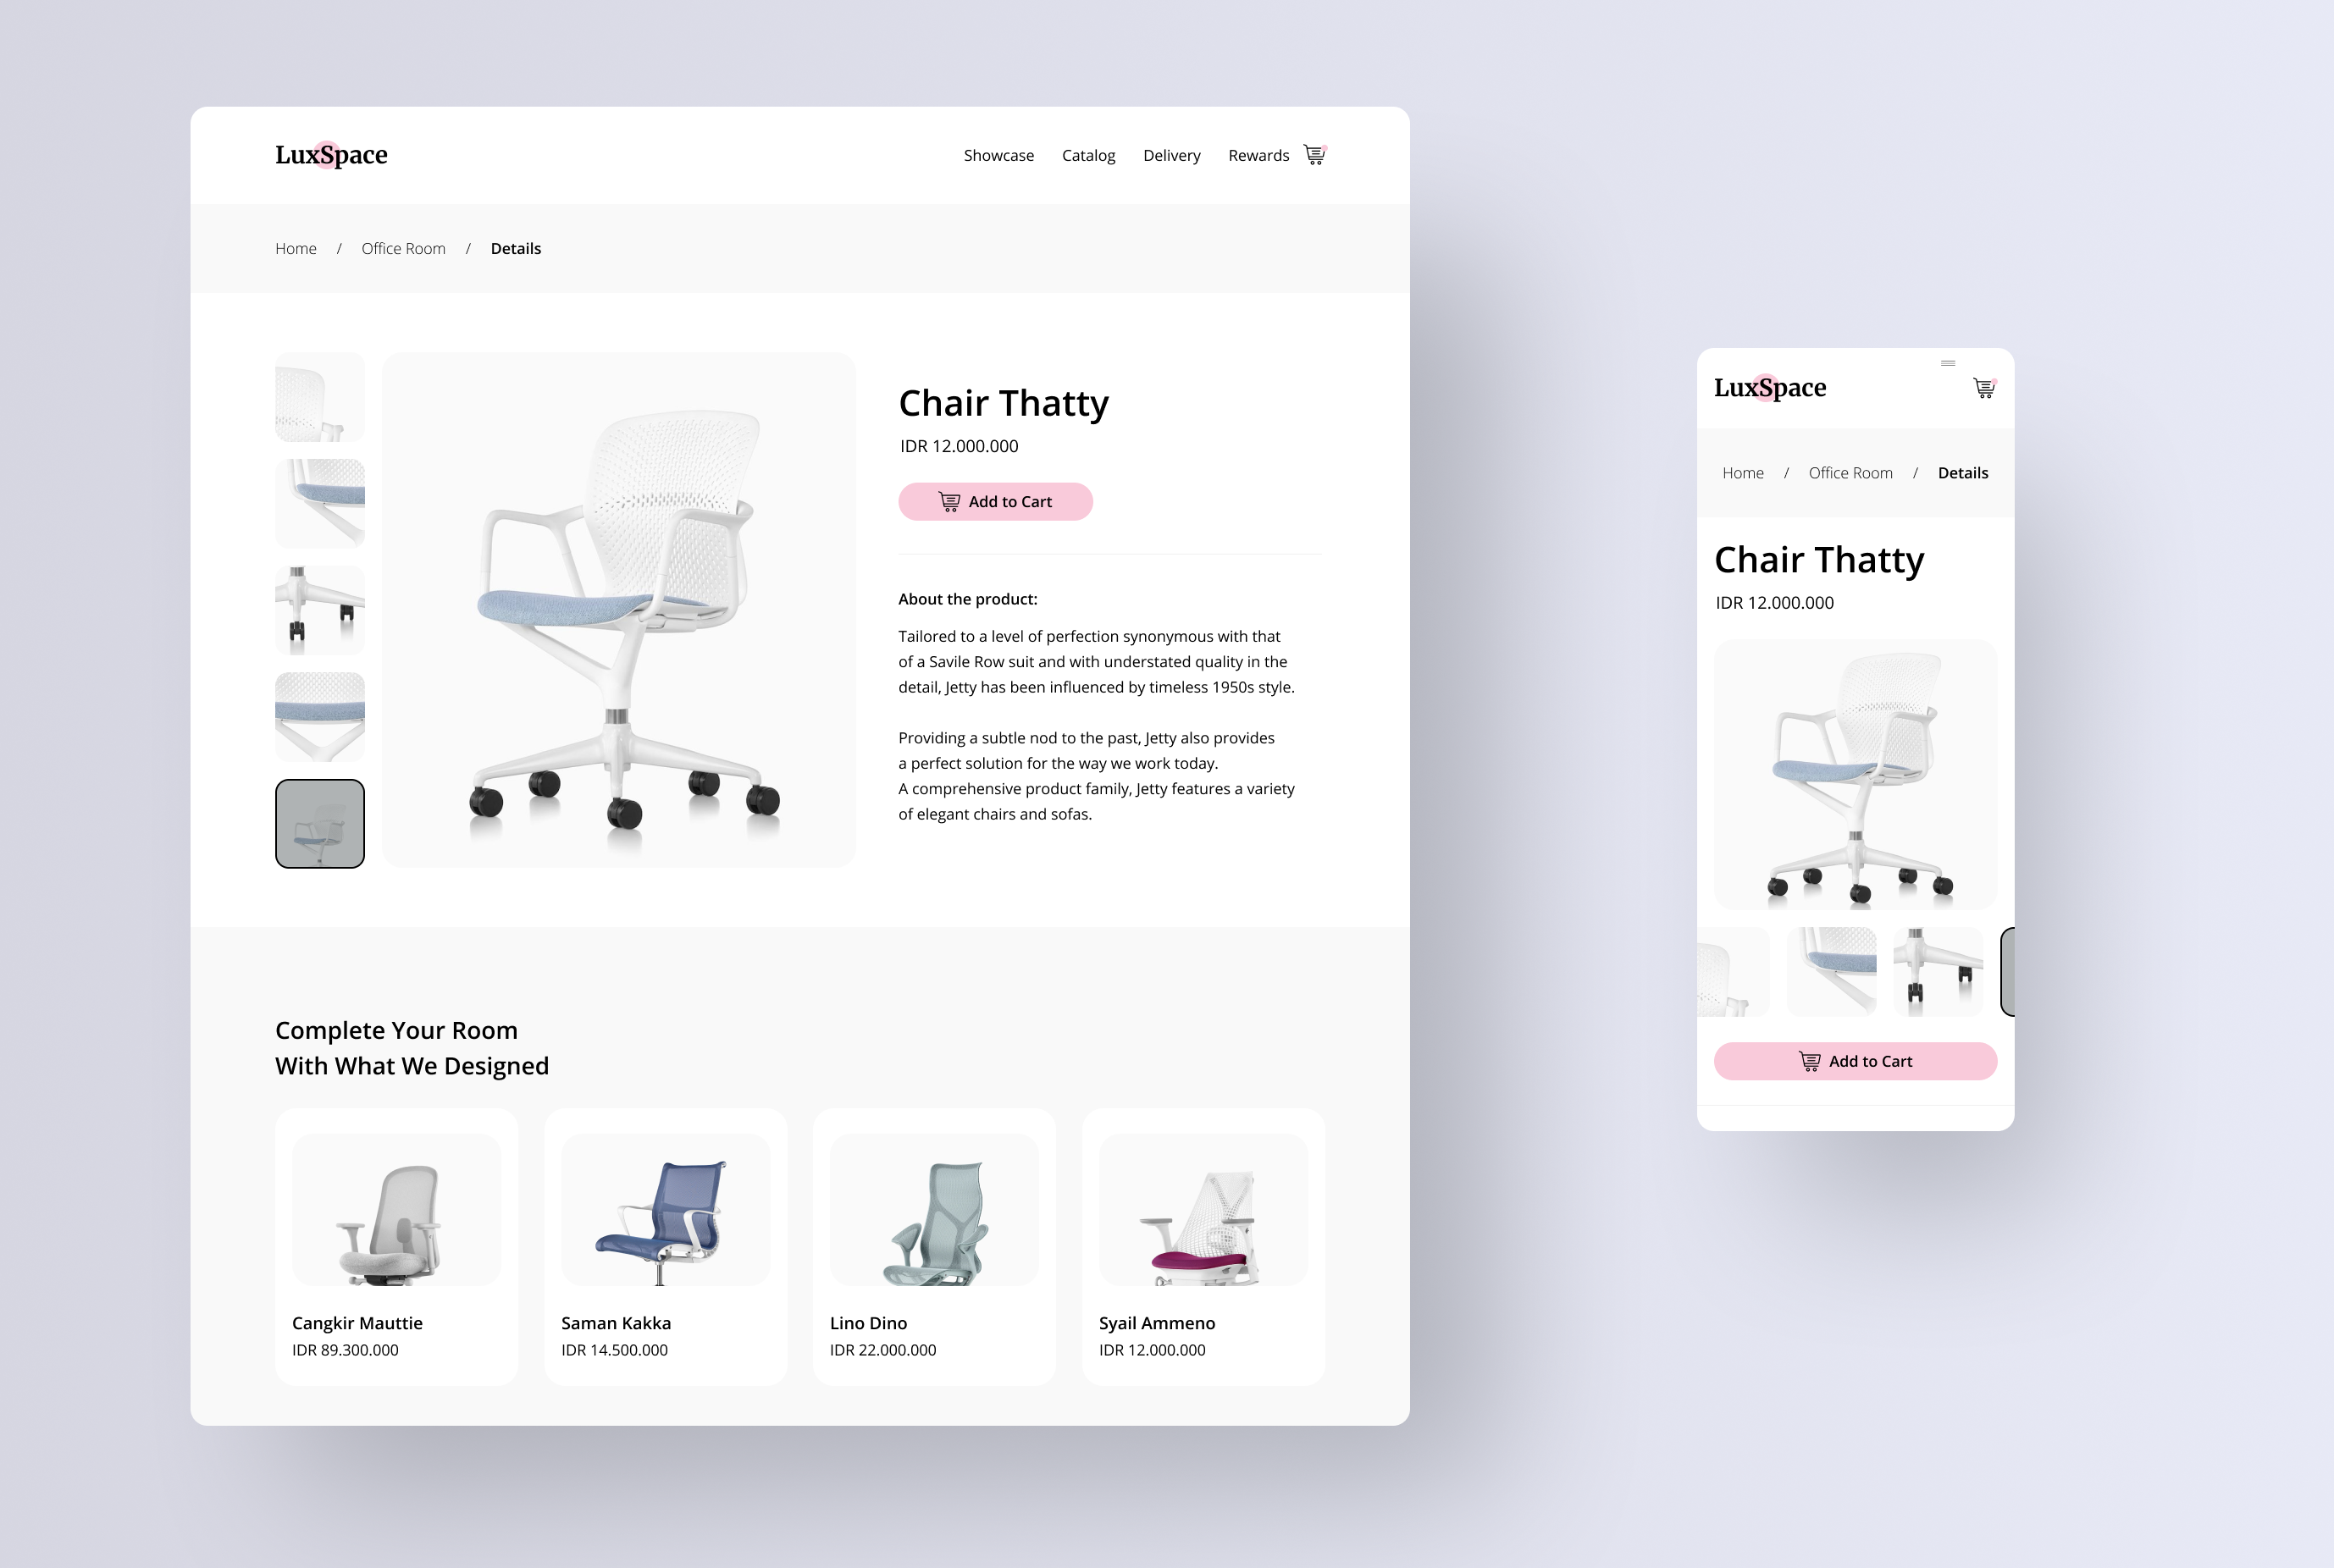 LuxSpace
Showcase Catalog Delivery Rewards
Home / Office Room / Details
Chair Thatty
IDR 12.000.000
Add to Cart
About the product:
Tailored to a level of perfection synonymous with that
of a Savile Row suit and with understated quality in the
detail, Jetty has been influenced by timeless 1950s style.
Providing a subtle nod to the past, Jetty also provides
a perfect solution for the way we work today.
A comprehensive product family, Jetty features a variety
of elegant chairs and sofas.
Complete Your Room
With What We Designed
Cangkir Mauttie
IDR 89.300.000
Saman Kakka
IDR 14.500.000
Lino Dino
IDR 22.000.000
Syail Ammeno
IDR 12.000.000
LuxSpace
Home / Office Room / Details
Chair Thatty
IDR 12.000.000
Add to Cart